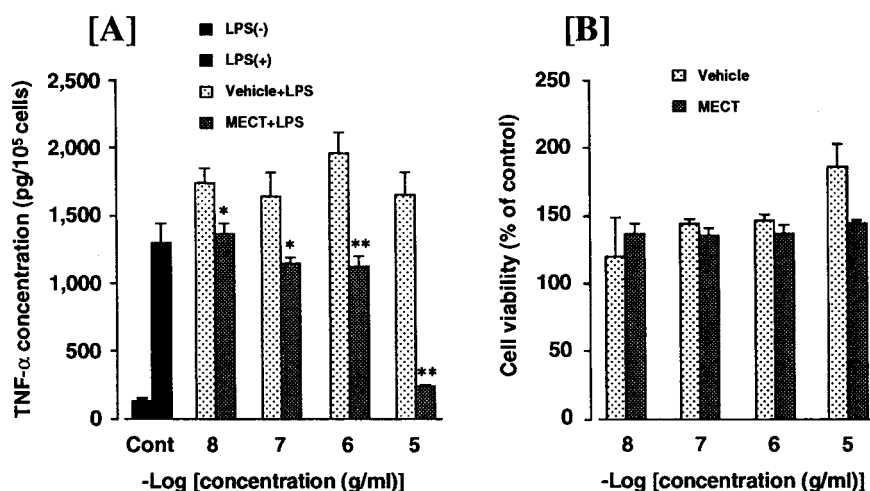 [A]
LPS(-)
LPS(+)
Vehicle+LPS
MECT+LPS
TNF-α concentration (pg/10⁵ cells)
2,500
2,000
1,500
1,000
500
0
*
*
**
**
Cont 8 7 6 5
-Log [concentration (g/ml)]
[B]
Vehicle
MECT
Cell viability (% of control)
250
200
150
100
50
0
8 7 6 5
-Log [concentration (g/ml)]